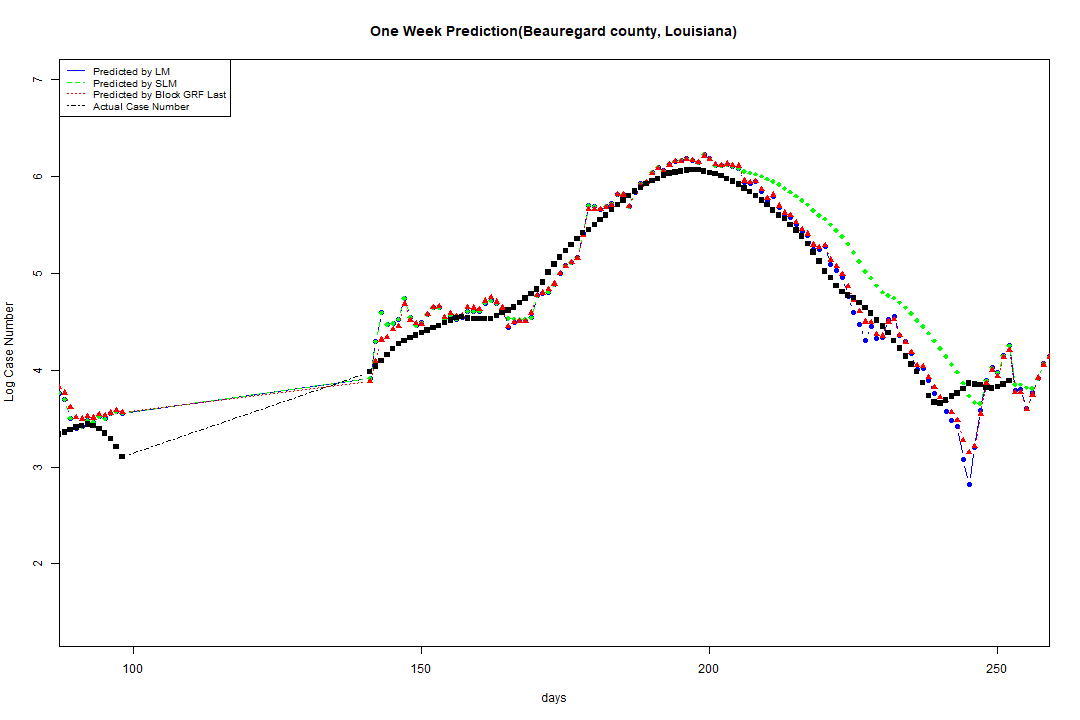 One Week Prediction(Beauregard county, Louisiana)
Predicted by LM
Predicted by SLM
Predicted by Block GRF Last
Actual Case Number
7
6
5
4
3
2
Log Case Number
100 150 200 250
days